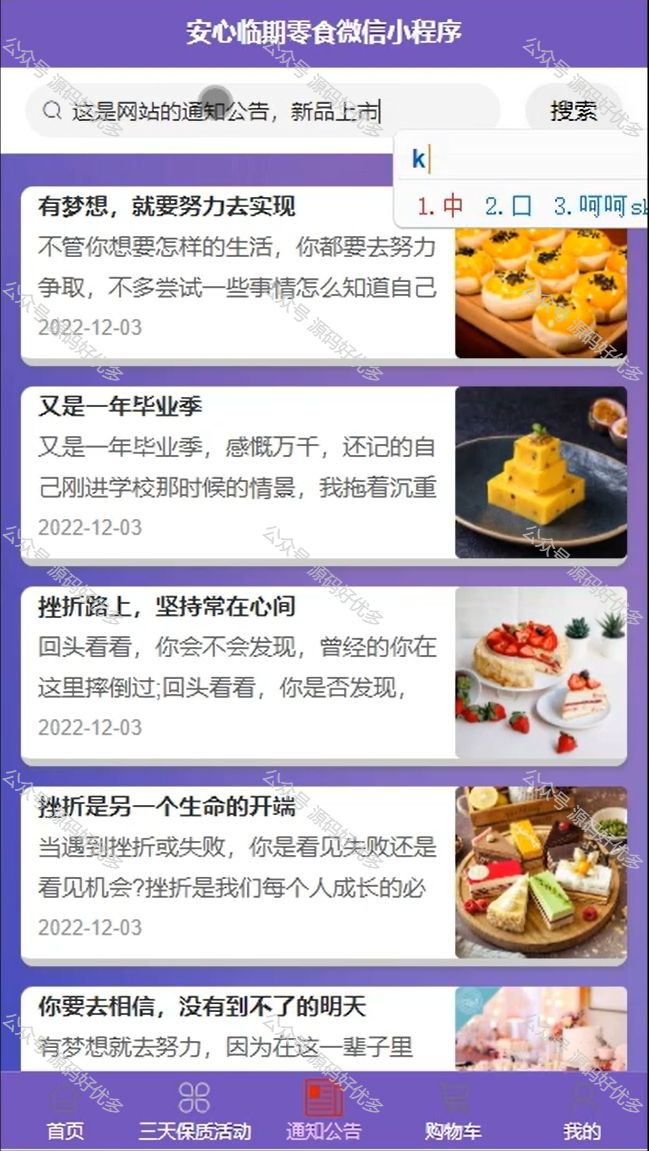 安心临期零食微信小程序
这是网站的通知公告，新品上市
搜索
k
1.中 2.口 3.呵呵sk
有梦想，就要努力去实现
不管你想要怎样的生活，你都要去努力
争取，不多尝试一些事情怎么知道自己
2022-12-03
又是一年毕业季
又是一年毕业季，感慨万千，还记的自
己刚进学校那时候的情景，我拖着沉重
2022-12-03
挫折路上，坚持常在心间
回头看看，你会不会发现，曾经的你在
这里摔倒过;回头看看，你是否发现，
2022-12-03
挫折是另一个生命的开端
当遇到挫折或失败，你是看见失败还是
看见机会?挫折是我们每个人成长的必
2022-12-03
你要去相信，没有到不了的明天
有梦想就去努力，因为在这一辈子里
首页 三天保质活动 通知公告 购物车 我的
公众号 源码好优多